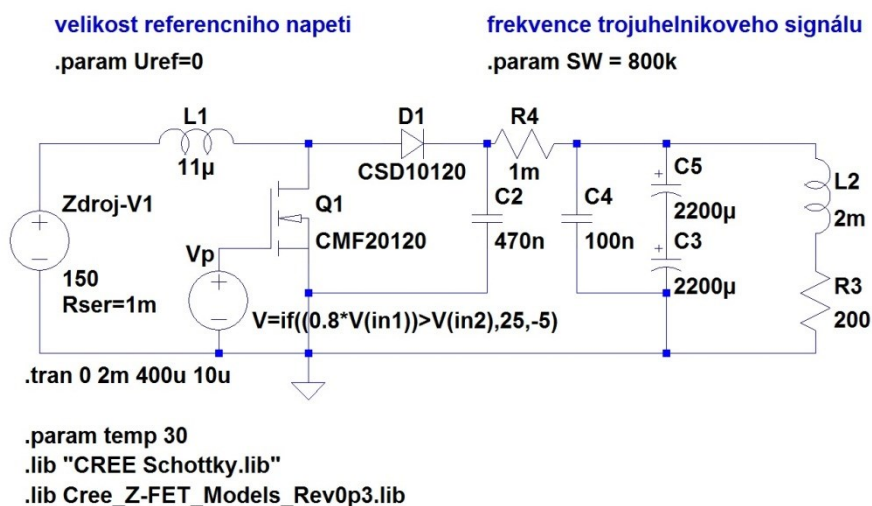 velikost referencniho napeti
frekvence trojuhelnikoveho signálu
.param Uref=0
.param SW = 800k
L1
11µ
D1
CSD10120
R4
1m
Zdroj-V1
150
Rser=1m
Q1
CMF20120
Vp
V=if((0.8*V(in1))>V(in2),25,-5)
C2
470n
C4
100n
C5
2200µ
C3
2200µ
L2
2m
R3
200
.tran 0 2m 400u 10u
.param temp 30
.lib "CREE Schottky.lib"
.lib Cree_Z-FET_Models_Rev0p3.lib